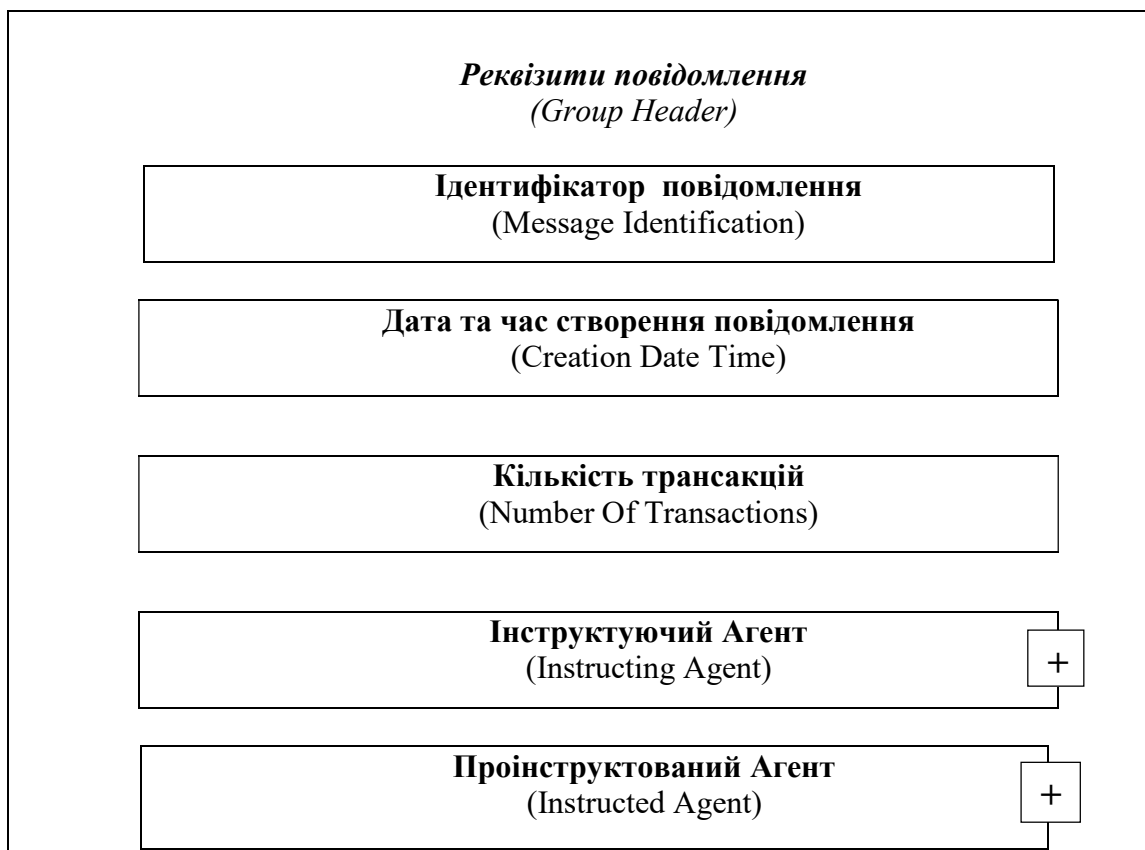 Реквізити повідомлення
(Group Header)
Ідентифікатор повідомлення
(Message Identification)
Дата та час створення повідомлення
(Creation Date Time)
Кількість трансакцій
(Number Of Transactions)
Інструктуючий Агент
(Instructing Agent)
+
Проінструктований Агент
(Instructed Agent)
+